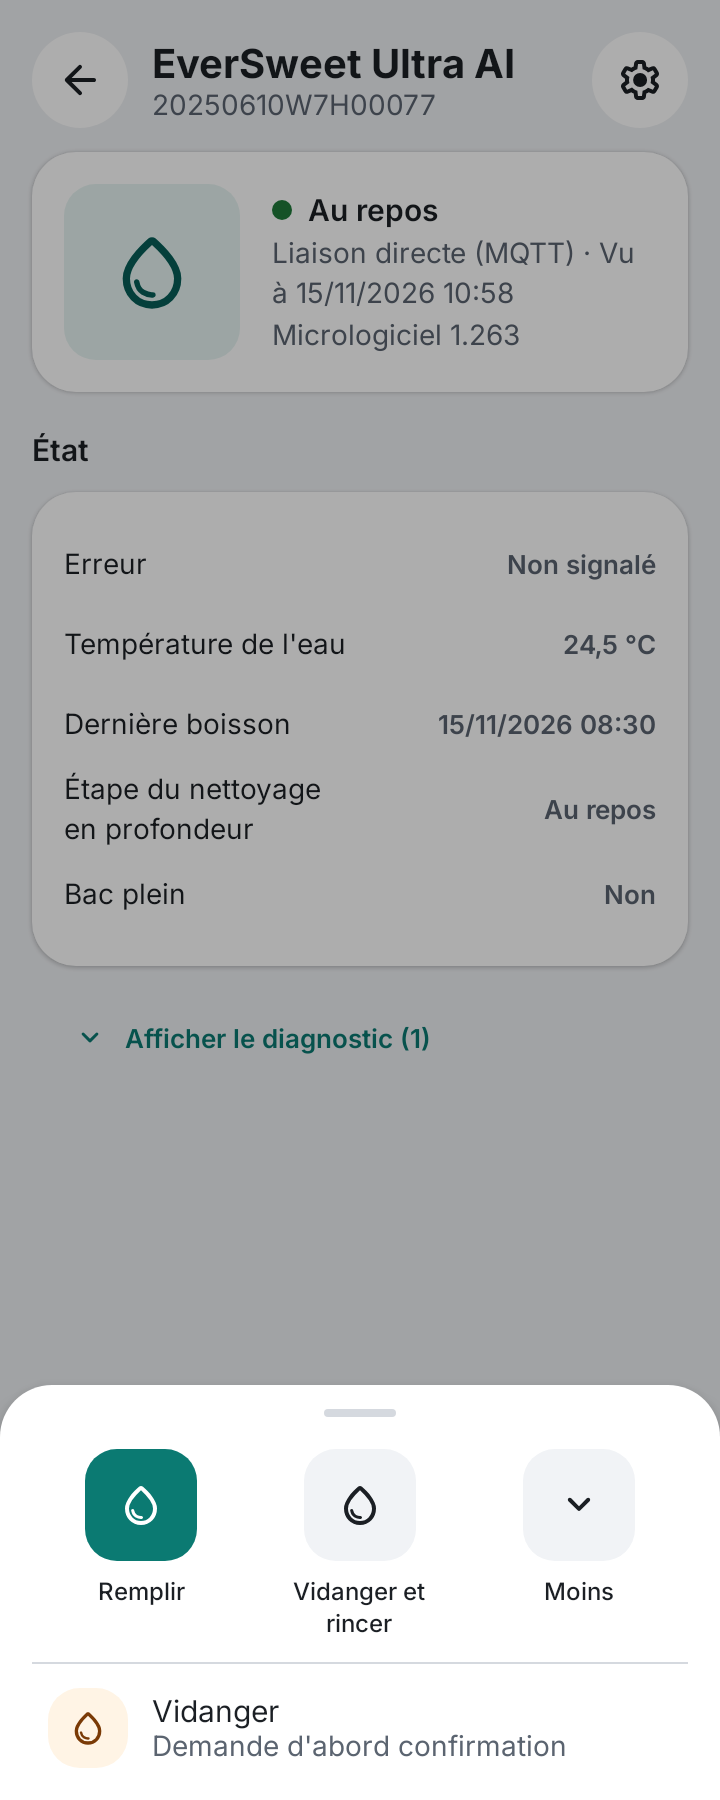 EverSweet Ultra AI
20250610W7H00077
Au repos
Liaison directe (MQTT) · Vu
à 15/11/2026 10:58
Micrologiciel 1.263
État
Erreur
Non signalé
Température de l'eau
24,5 °C
Dernière boisson
15/11/2026 08:30
Étape du nettoyage
en profondeur
Au repos
Bac plein
Non
Afficher le diagnostic (1)
Remplir
Vidanger et
rincer
Moins
Vidanger
Demande d'abord confirmation